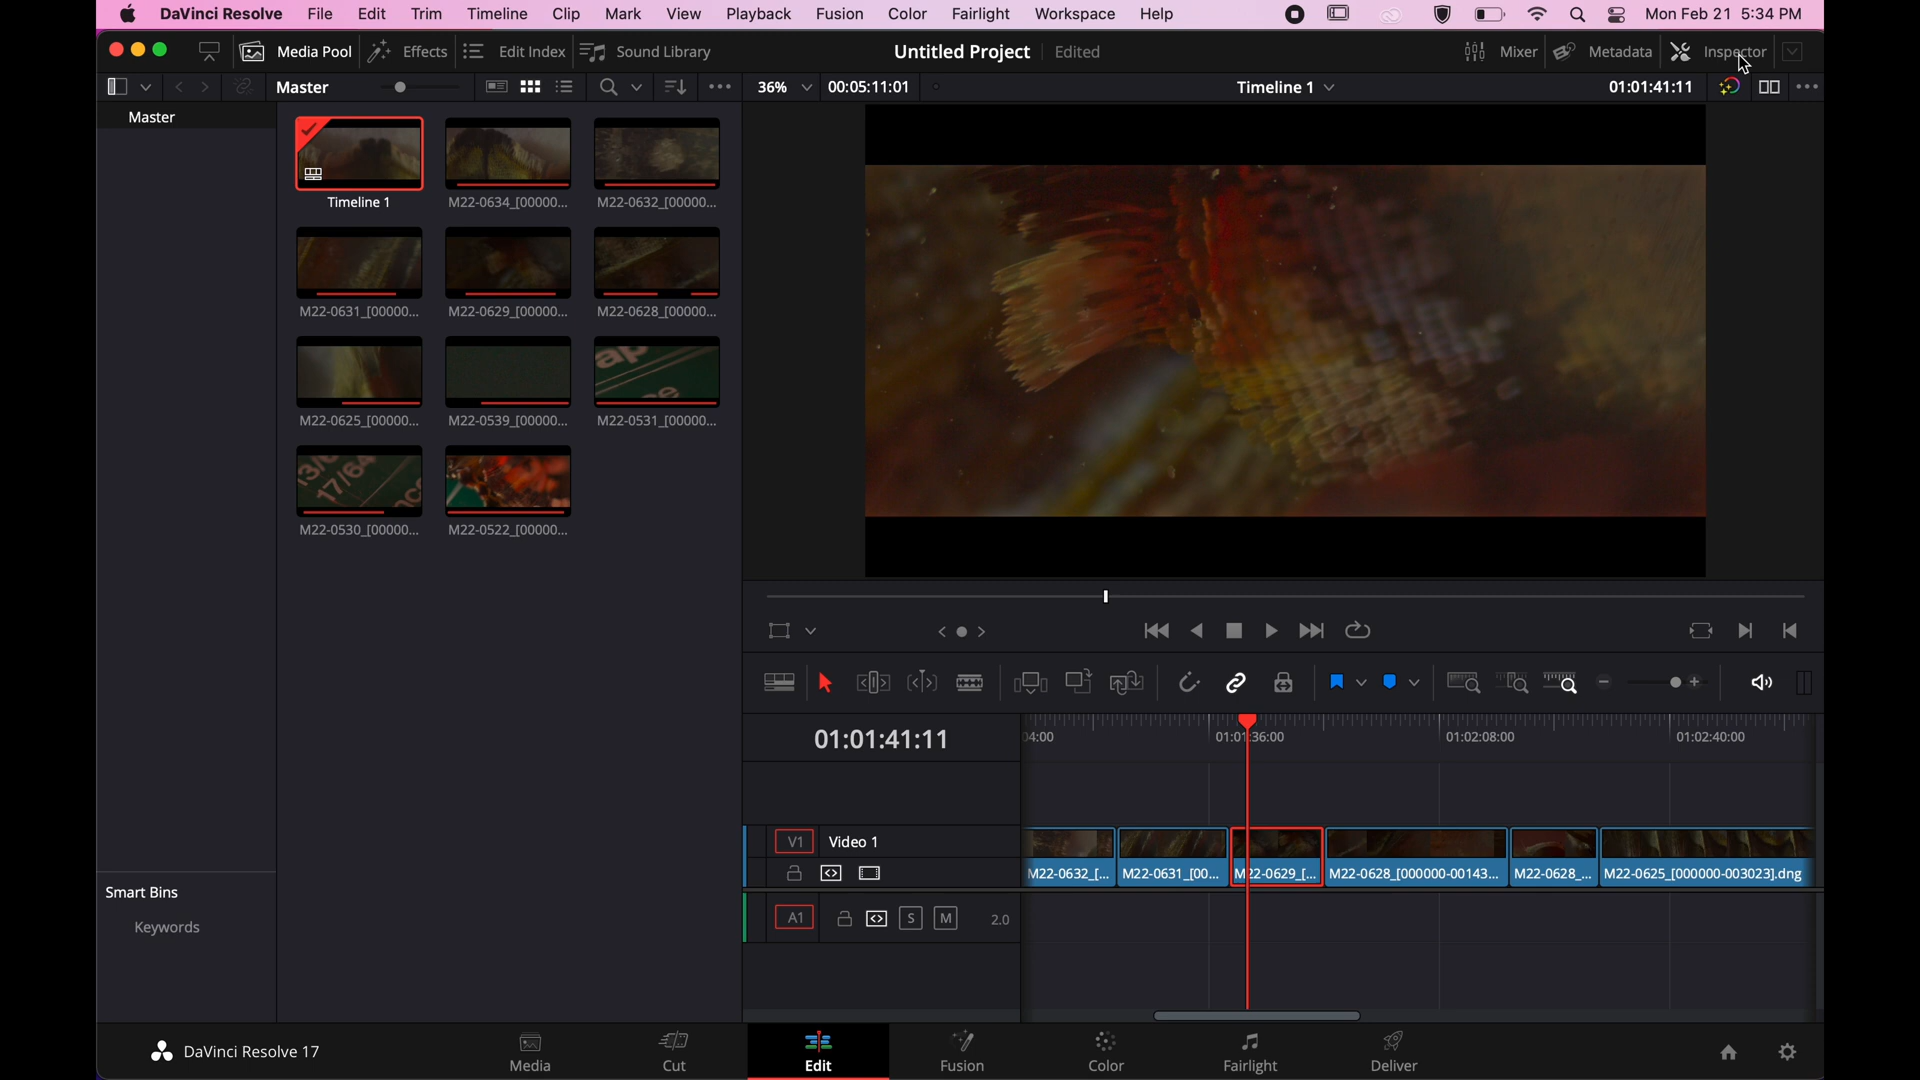 DaVinci Resolve File Edit Trim Timeline Clip Mark View Playback Fusion Color Fairlight Workspace Help Mon Feb 21 5:34 PM
Media Pool Effects Edit Index Sound Library Untitled Project Edited Mixer Metadata Inspector
Master 36% 00:05:11:01 Timeline 1 01:01:41:11
Master
Timeline 1 M22-0634_[00000... M22-0632_[00000...
M22-0631_[00000... M22-0629_[00000... M22-0628_[00000...
M22-0625_[00000... M22-0539_[00000... M22-0531_[00000...
M22-0530_[00000... M22-0522_[00000...
01:01:41:11
04:00 01:01:36:00 01:02:08:00 01:02:40:00
V1 Video 1
M22-0632_[... M22-0631_[00... M22-0629_[... M22-0628_[000000-00143... M22-0628_... M22-0625_[000000-003023].dng
A1 S M 2.0
Smart Bins
Keywords
DaVinci Resolve 17
Media Cut Edit Fusion Color Fairlight Deliver